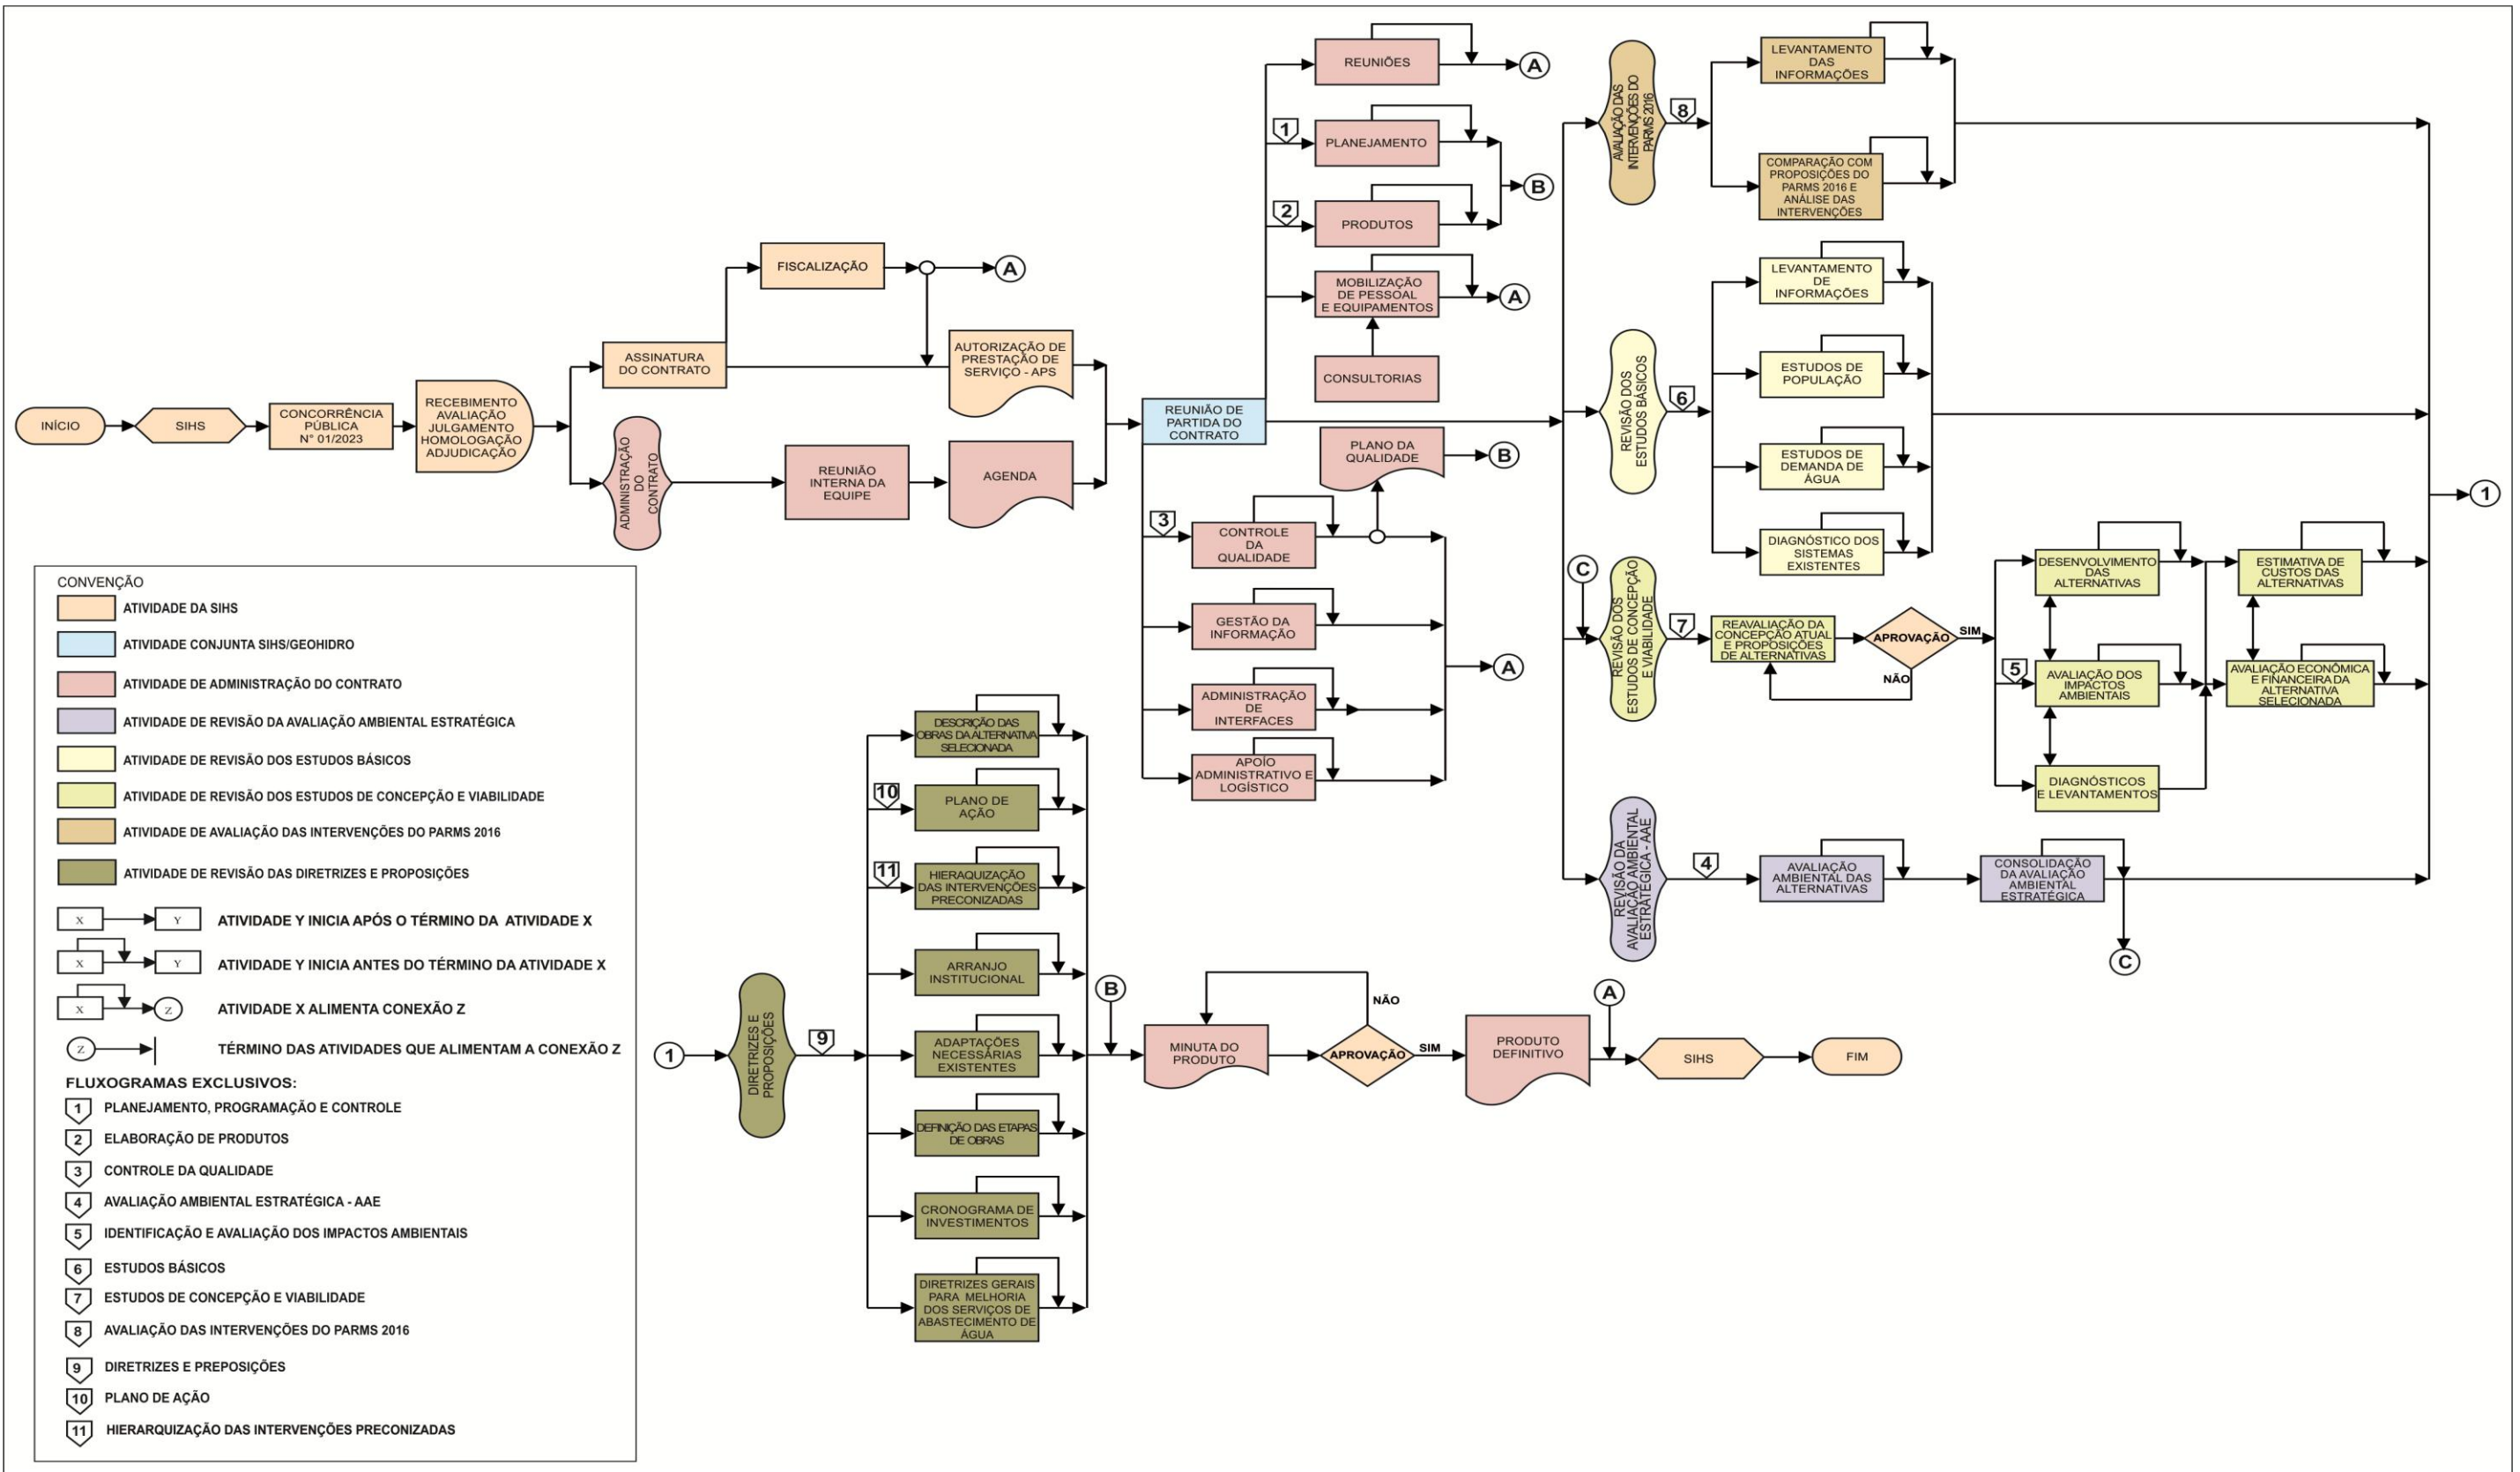 INÍCIO
SIHS
CONCORRÊNCIA
PÚBLICA
N° 01/2023
RECEBIMENTO
AVALIAÇÃO
JULGAMENTO
HOMOLOGAÇÃO
ADJUDICAÇÃO
ASSINATURA
DO CONTRATO
FISCALIZAÇÃO
A
AUTORIZAÇÃO DE
PRESTAÇÃO DE
SERVIÇO - APS
ADMINISTRAÇÃO
DO
CONTRATO
REUNIÃO
INTERNA DA
EQUIPE
AGENDA
REUNIÃO DE
PARTIDA DO
CONTRATO
REUNIÕES
A
1
PLANEJAMENTO
B
2
PRODUTOS
MOBILIZAÇÃO
DE PESSOAL
E EQUIPAMENTOS
A
CONSULTORIAS
PLANO DA
QUALIDADE
B
3
CONTROLE
DA
QUALIDADE
GESTÃO DA
INFORMAÇÃO
A
ADMINISTRAÇÃO
DE
INTERFACES
APOÍO
ADMINISTRATIVO E
LOGÍSTICO
AVALIAÇÃO DAS
INTERVENÇÕES DO
PARMS 2016
8
LEVANTAMENTO
DAS
INFORMAÇÕES
COMPARAÇÃO COM
PROPOSIÇÕES DO
PARMS 2016 E
ANÁLISE DAS
INTERVENÇÕES
REVISÃO DOS
ESTUDOS BÁSICOS
6
LEVANTAMENTO
DE
INFORMAÇÕES
ESTUDOS DE
POPULAÇÃO
ESTUDOS DE
DEMANDA DE
ÁGUA
DIAGNÓSTICO DOS
SISTEMAS
EXISTENTES
1
C
REVISÃO DOS
ESTUDOS DE CONCEPÇÃO
E VIABILIDADE
7
REAVALIAÇÃO DA
CONCEPÇÃO ATUAL
E PROPOSIÇÕES
DE ALTERNATIVAS
APROVAÇÃO
SIM
NÃO
DESENVOLVIMENTO
DAS
ALTERNATIVAS
ESTIMATIVA DE
CUSTOS DAS
ALTERNATIVAS
5
AVALIAÇÃO DOS
IMPACTOS
AMBIENTAIS
AVALIAÇÃO ECONÔMICA
E FINANCEIRA DA
ALTERNATIVA
SELECIONADA
DIAGNÓSTICOS
E LEVANTAMENTOS
REVISÃO DA
AVALIAÇÃO AMBIENTAL
ESTRATÉGICA - AAE
4
AVALIAÇÃO
AMBIENTAL DAS
ALTERNATIVAS
CONSOLIDAÇÃO
DA AVALIAÇÃO
AMBIENTAL
ESTRATÉGICA
C
CONVENÇÃO
ATIVIDADE DA SIHS
ATIVIDADE CONJUNTA SIHS/GEOHIDRO
ATIVIDADE DE ADMINISTRAÇÃO DO CONTRATO
ATIVIDADE DE REVISÃO DA AVALIAÇÃO AMBIENTAL ESTRATÉGICA
ATIVIDADE DE REVISÃO DOS ESTUDOS BÁSICOS
ATIVIDADE DE REVISÃO DOS ESTUDOS DE CONCEPÇÃO E VIABILIDADE
ATIVIDADE DE AVALIAÇÃO DAS INTERVENÇÕES DO PARMS 2016
ATIVIDADE DE REVISÃO DAS DIRETRIZES E PROPOSIÇÕES
X Y ATIVIDADE Y INICIA APÓS O TÉRMINO DA ATIVIDADE X
X Y ATIVIDADE Y INICIA ANTES DO TÉRMINO DA ATIVIDADE X
X Z ATIVIDADE X ALIMENTA CONEXÃO Z
Z TÉRMINO DAS ATIVIDADES QUE ALIMENTAM A CONEXÃO Z
FLUXOGRAMAS EXCLUSIVOS:
1 PLANEJAMENTO, PROGRAMAÇÃO E CONTROLE
2 ELABORAÇÃO DE PRODUTOS
3 CONTROLE DA QUALIDADE
4 AVALIAÇÃO AMBIENTAL ESTRATÉGICA - AAE
5 IDENTIFICAÇÃO E AVALIAÇÃO DOS IMPACTOS AMBIENTAIS
6 ESTUDOS BÁSICOS
7 ESTUDOS DE CONCEPÇÃO E VIABILIDADE
8 AVALIAÇÃO DAS INTERVENÇÕES DO PARMS 2016
9 DIRETRIZES E PREPOSIÇÕES
10 PLANO DE AÇÃO
11 HIERARQUIZAÇÃO DAS INTERVENÇÕES PRECONIZADAS
1
DIRETRIZES E
PROPOSIÇÕES
9
DESCRIÇÃO DAS
OBRAS DA ALTERNATIVA
SELECIONADA
10
PLANO DE
AÇÃO
11
HIERAQUIZAÇÃO
DAS INTERVENÇÕES
PRECONIZADAS
ARRANJO
INSTITUCIONAL
ADAPTAÇÕES
NECESSÁRIAS
EXISTENTES
DEFINIÇÃO DAS ETAPAS
DE OBRAS
CRONOGRAMA DE
INVESTIMENTOS
DIRETRIZES GERAIS
PARA MELHORIA
DOS SERVIÇOS DE
ABASTECIMENTO DE
ÁGUA
B
MINUTA DO
PRODUTO
NÃO
APROVAÇÃO
SIM
PRODUTO
DEFINITIVO
A
SIHS
FIM